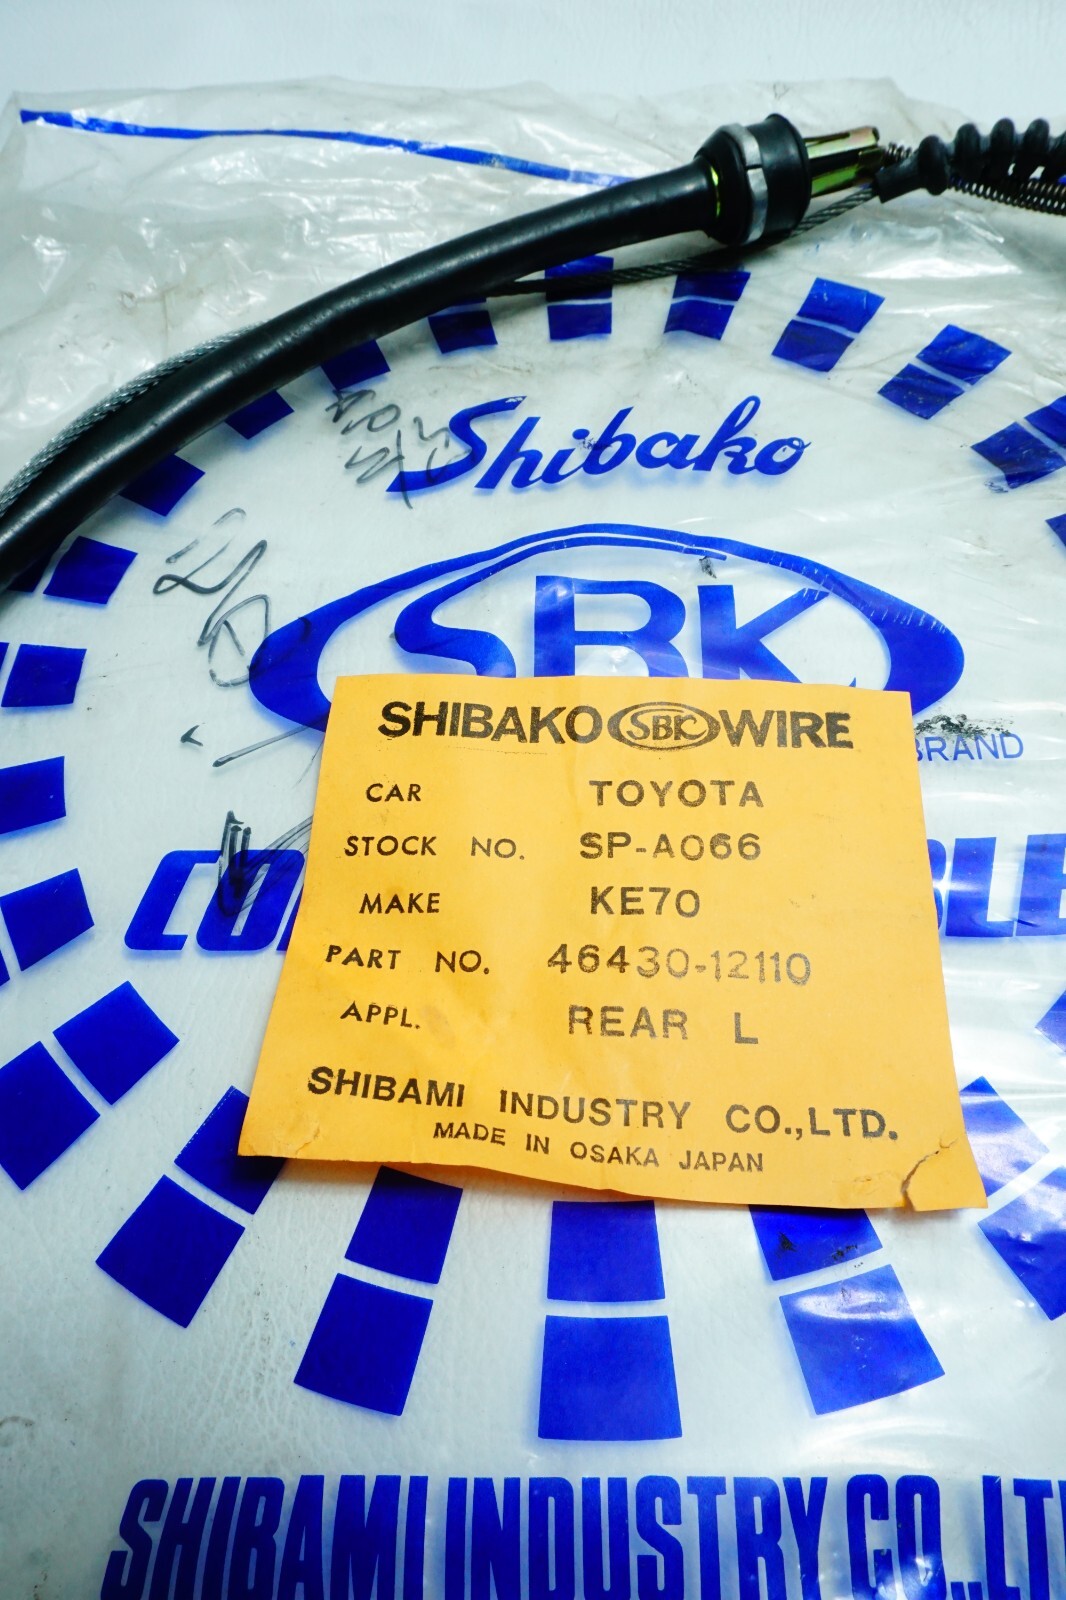 Shibako
SBK
BRAND
SHIBAKO SBK WIRE
CAR TOYOTA
STOCK NO. SP-A066
MAKE KE70
PART NO. 46430-12110
APPL. REAR L
SHIBAMI INDUSTRY CO.,LTD.
MADE IN OSAKA JAPAN
SHIBAMI INDUSTRY CO.,LT